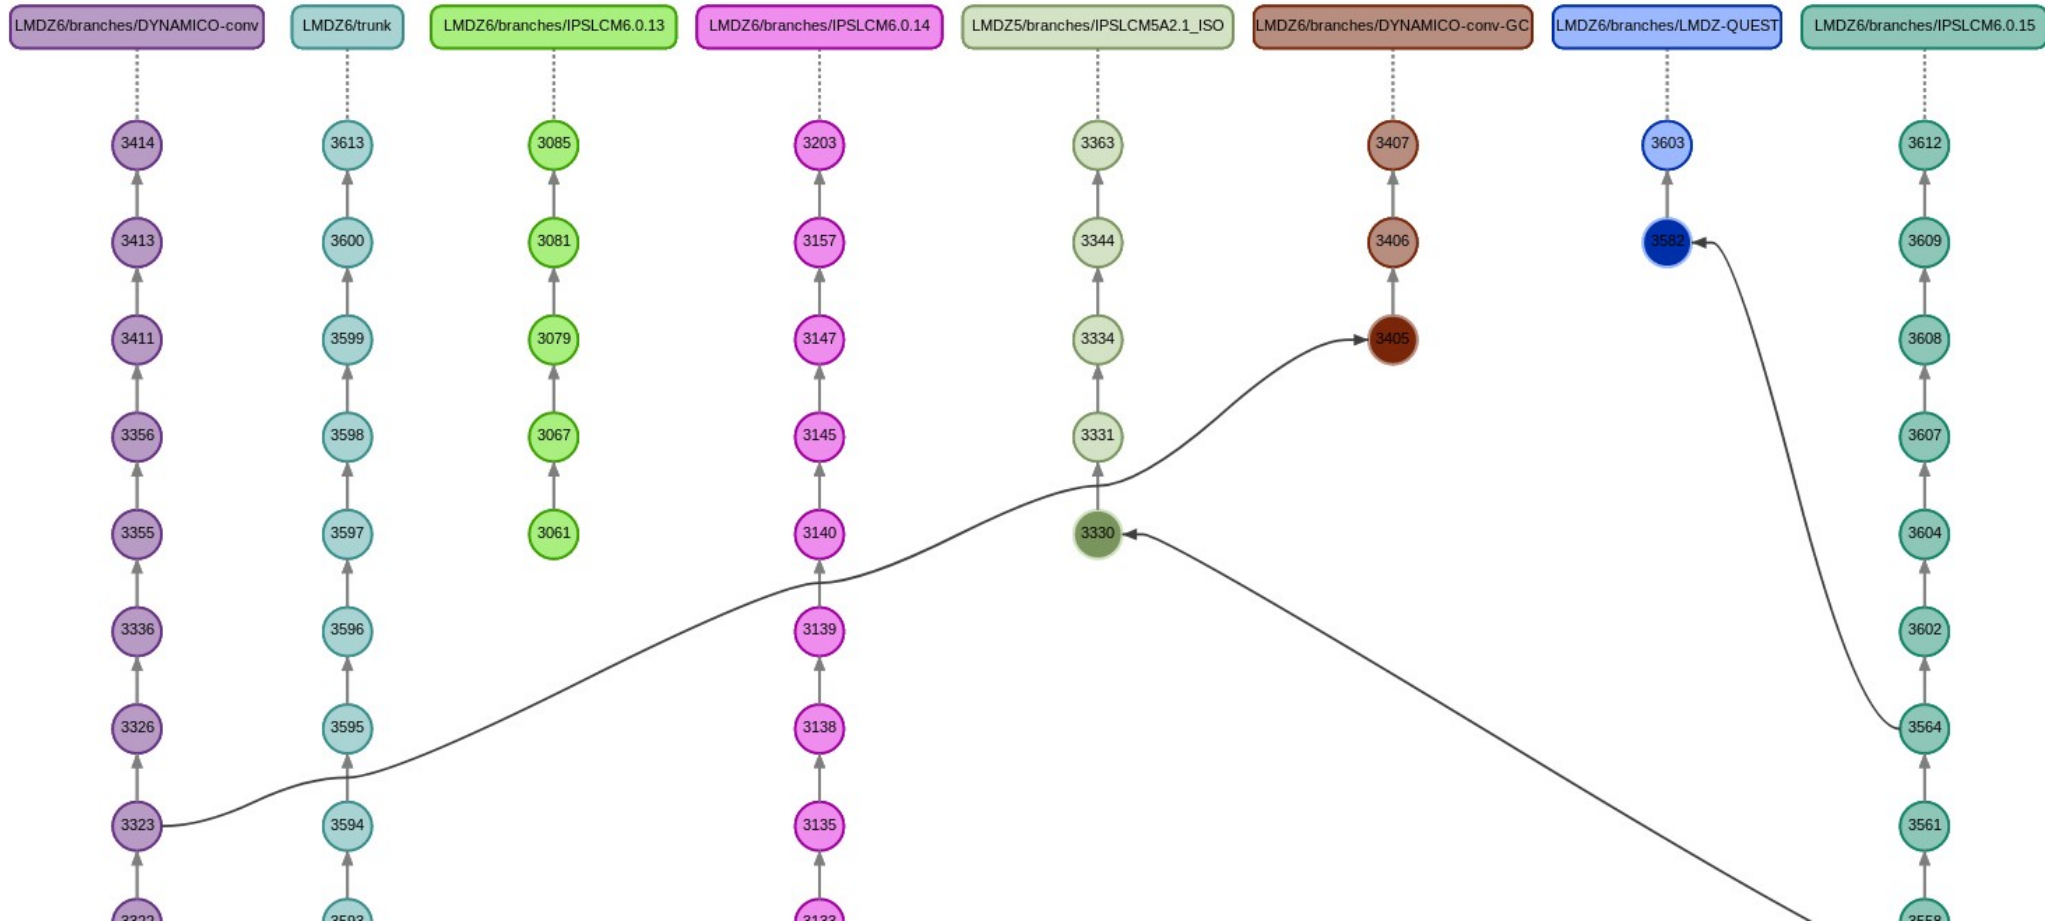 LMDZ6/branches/DYNAMICO-conv
LMDZ6/trunk
LMDZ6/branches/IPSLCM6.0.13
LMDZ6/branches/IPSLCM6.0.14
LMDZ5/branches/IPSLCM5A2.1_ISO
LMDZ6/branches/DYNAMICO-conv-GC
LMDZ6/branches/LMDZ-QUEST
LMDZ6/branches/IPSLCM6.0.15
3414 3613 3085 3203 3363 3407 3603 3612
3413 3600 3081 3157 3344 3406 3582 3609
3411 3599 3079 3147 3334 3405 3608
3356 3598 3067 3145 3331 3607
3355 3597 3061 3140 3330 3604
3336 3596 3139 3602
3326 3595 3138 3564
3323 3594 3135 3561
3322 3593 3133 3558